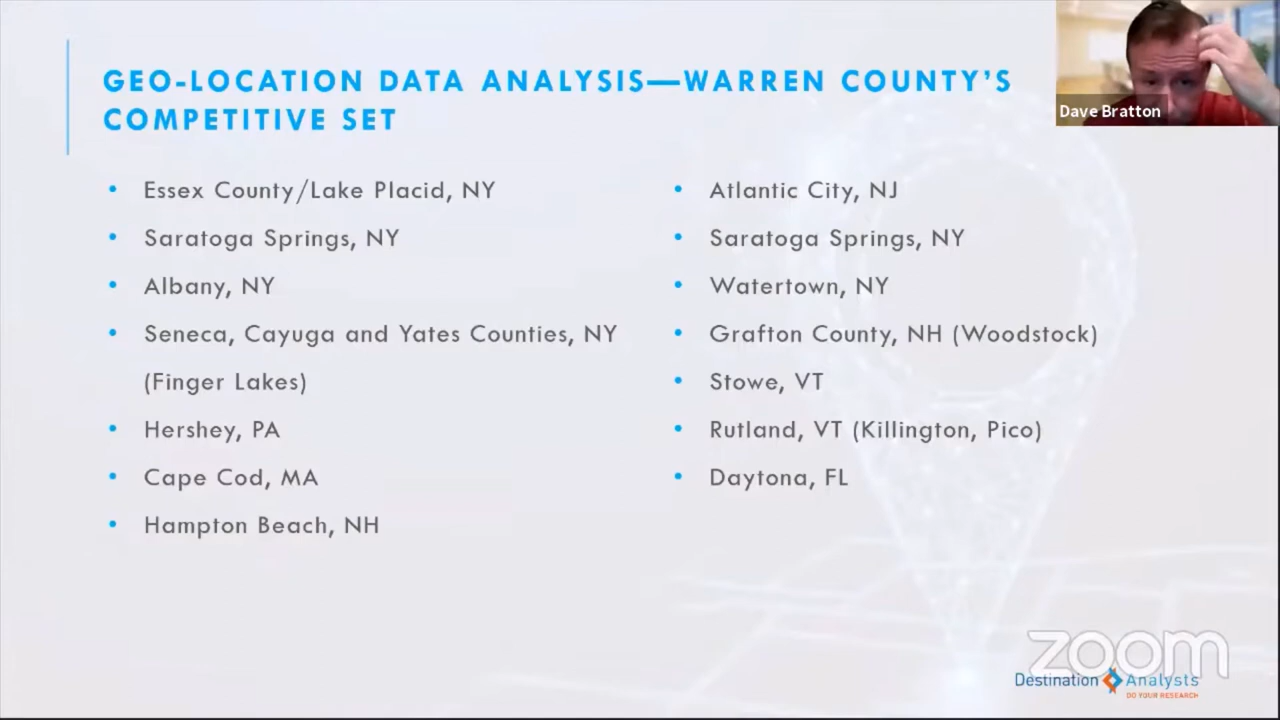 GEO-LOCATION DATA ANALYSIS—WARREN COUNTY'S
COMPETITIVE SET
Dave Bratton
• Essex County/Lake Placid, NY
• Saratoga Springs, NY
• Albany, NY
• Seneca, Cayuga and Yates Counties, NY
(Finger Lakes)
• Hershey, PA
• Cape Cod, MA
• Hampton Beach, NH
• Atlantic City, NJ
• Saratoga Springs, NY
• Watertown, NY
• Grafton County, NH (Woodstock)
• Stowe, VT
• Rutland, VT (Killington, Pico)
• Daytona, FL
zoom
Destination Analysts
DO YOUR RESEARCH